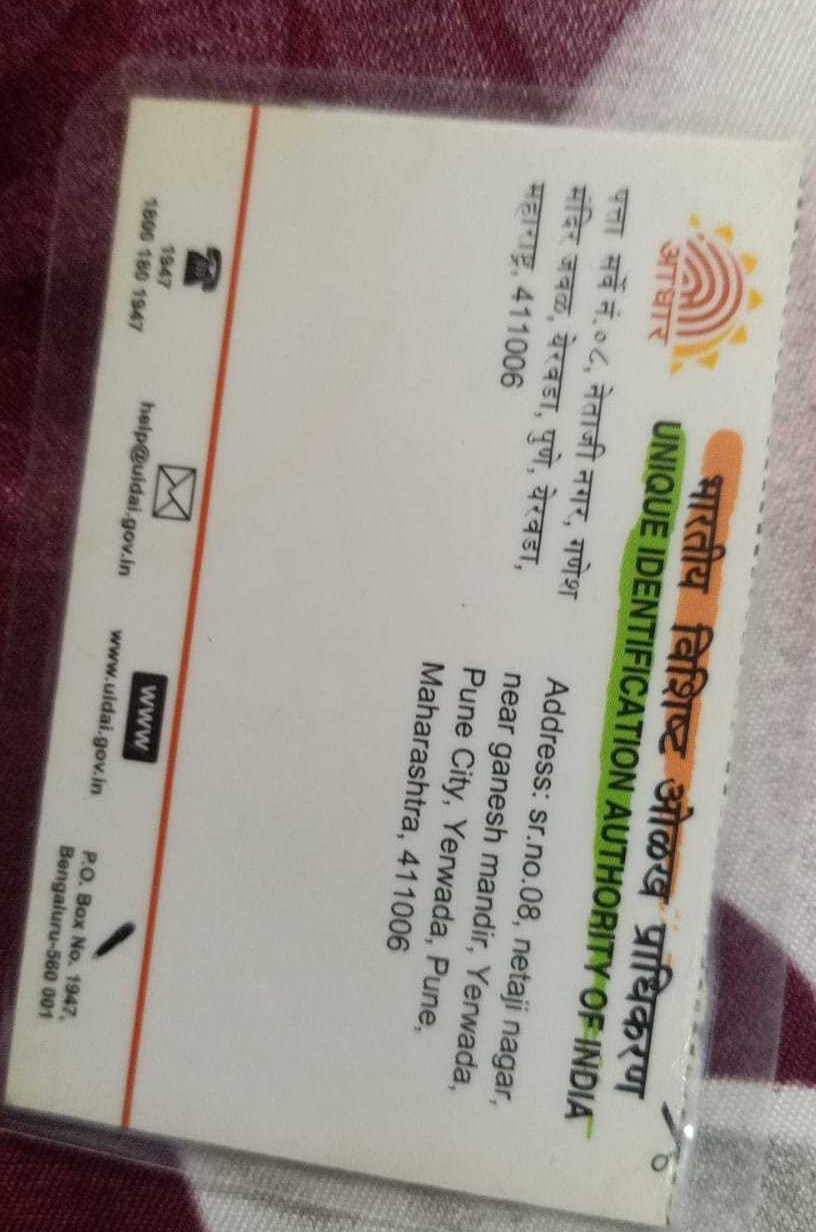 भारतीय विशिष्ट ओळख प्राधिकरण
UNIQUE IDENTIFICATION AUTHORITY OF INDIA
आधार
पत्ता सर्वे नं.०८, नेताजी नगर, गणेश
मंदिर जवळ, येरवडा, पुणे, येरवडा,
महाराष्ट्र, 411006
Address: sr.no.08, netaji nagar,
near ganesh mandir, Yerwada,
Pune City, Yerwada, Pune,
Maharashtra, 411006
1947
1800 180 1947
help@uidai.gov.in
www
www.uidai.gov.in
P.O. Box No. 1947,
Bengaluru-560 001